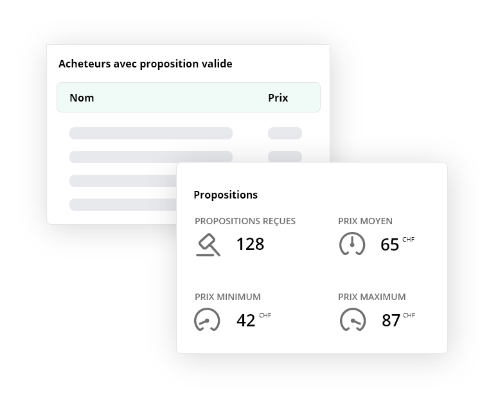 Acheteurs avec proposition valide
Nom Prix
Propositions
PROPOSITIONS REÇUES PRIX MOYEN
128 65 CHF
PRIX MINIMUM PRIX MAXIMUM
42 CHF 87 CHF